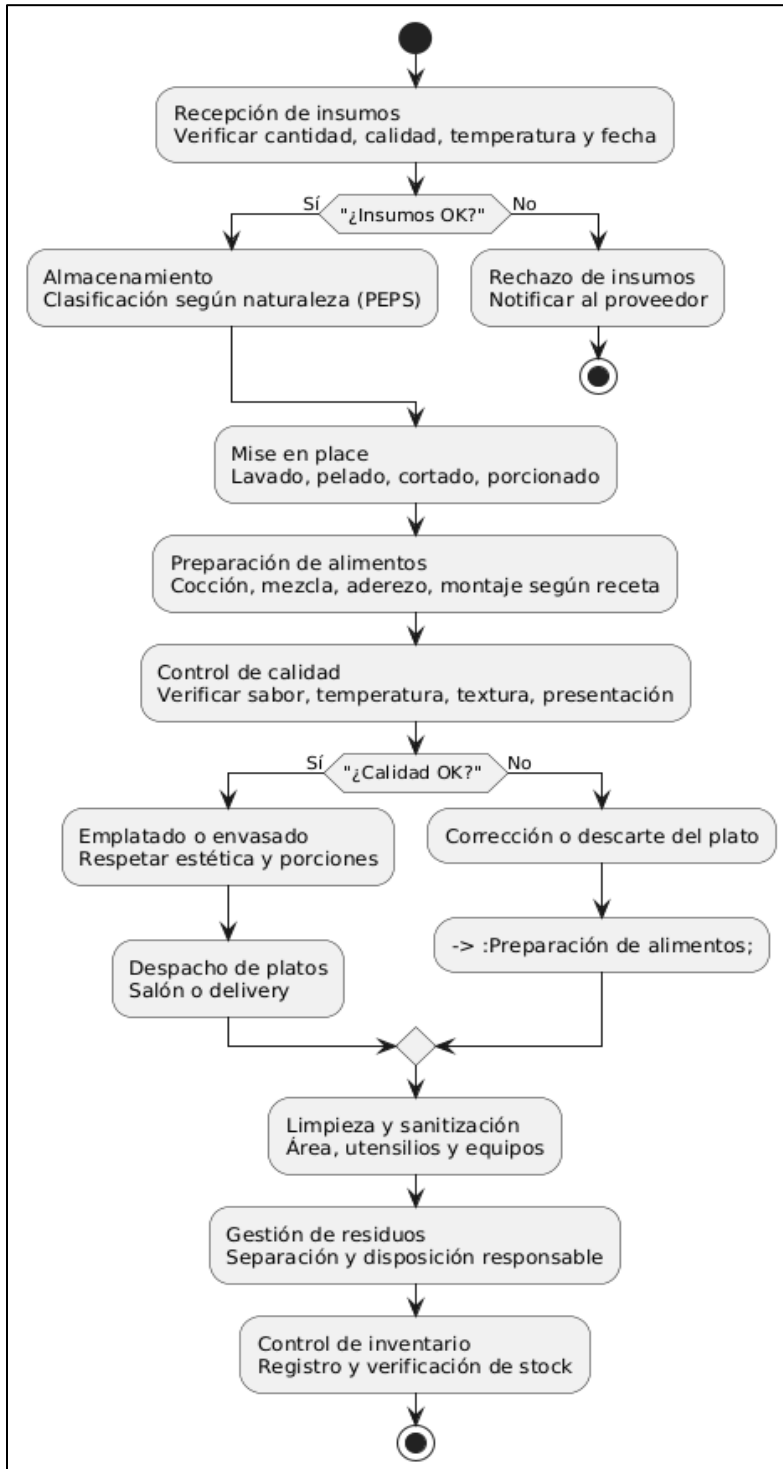 Recepción de insumos
Verificar cantidad, calidad, temperatura y fecha
Sí
"¿Insumos OK?"
No
Almacenamiento
Clasificación según naturaleza (PEPS)
Rechazo de insumos
Notificar al proveedor
Mise en place
Lavado, pelado, cortado, porcionado
Preparación de alimentos
Cocción, mezcla, aderezo, montaje según receta
Control de calidad
Verificar sabor, temperatura, textura, presentación
Sí
"¿Calidad OK?"
No
Emplatado o envasado
Respetar estética y porciones
Corrección o descarte del plato
Despacho de platos
Salón o delivery
-> :Preparación de alimentos;
Limpieza y sanitización
Área, utensilios y equipos
Gestión de residuos
Separación y disposición responsable
Control de inventario
Registro y verificación de stock